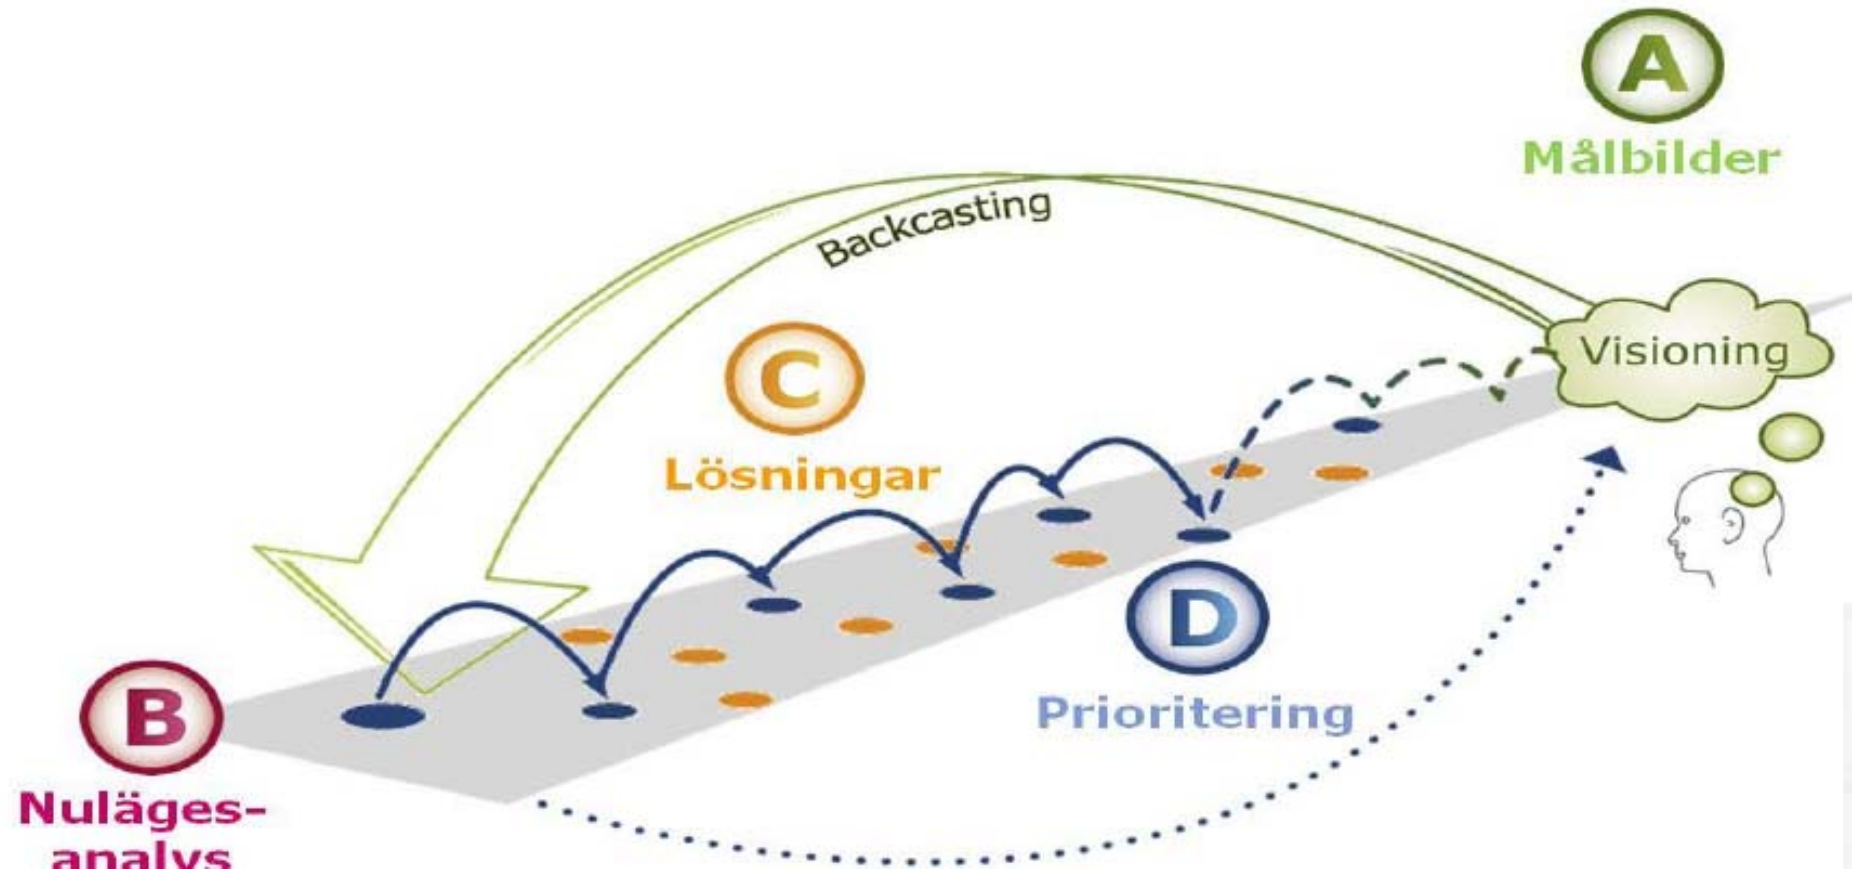 A
Målbilder
Backcasting
Visioning
C
Lösningar
D
Prioritering
B
Nuläges-
analys